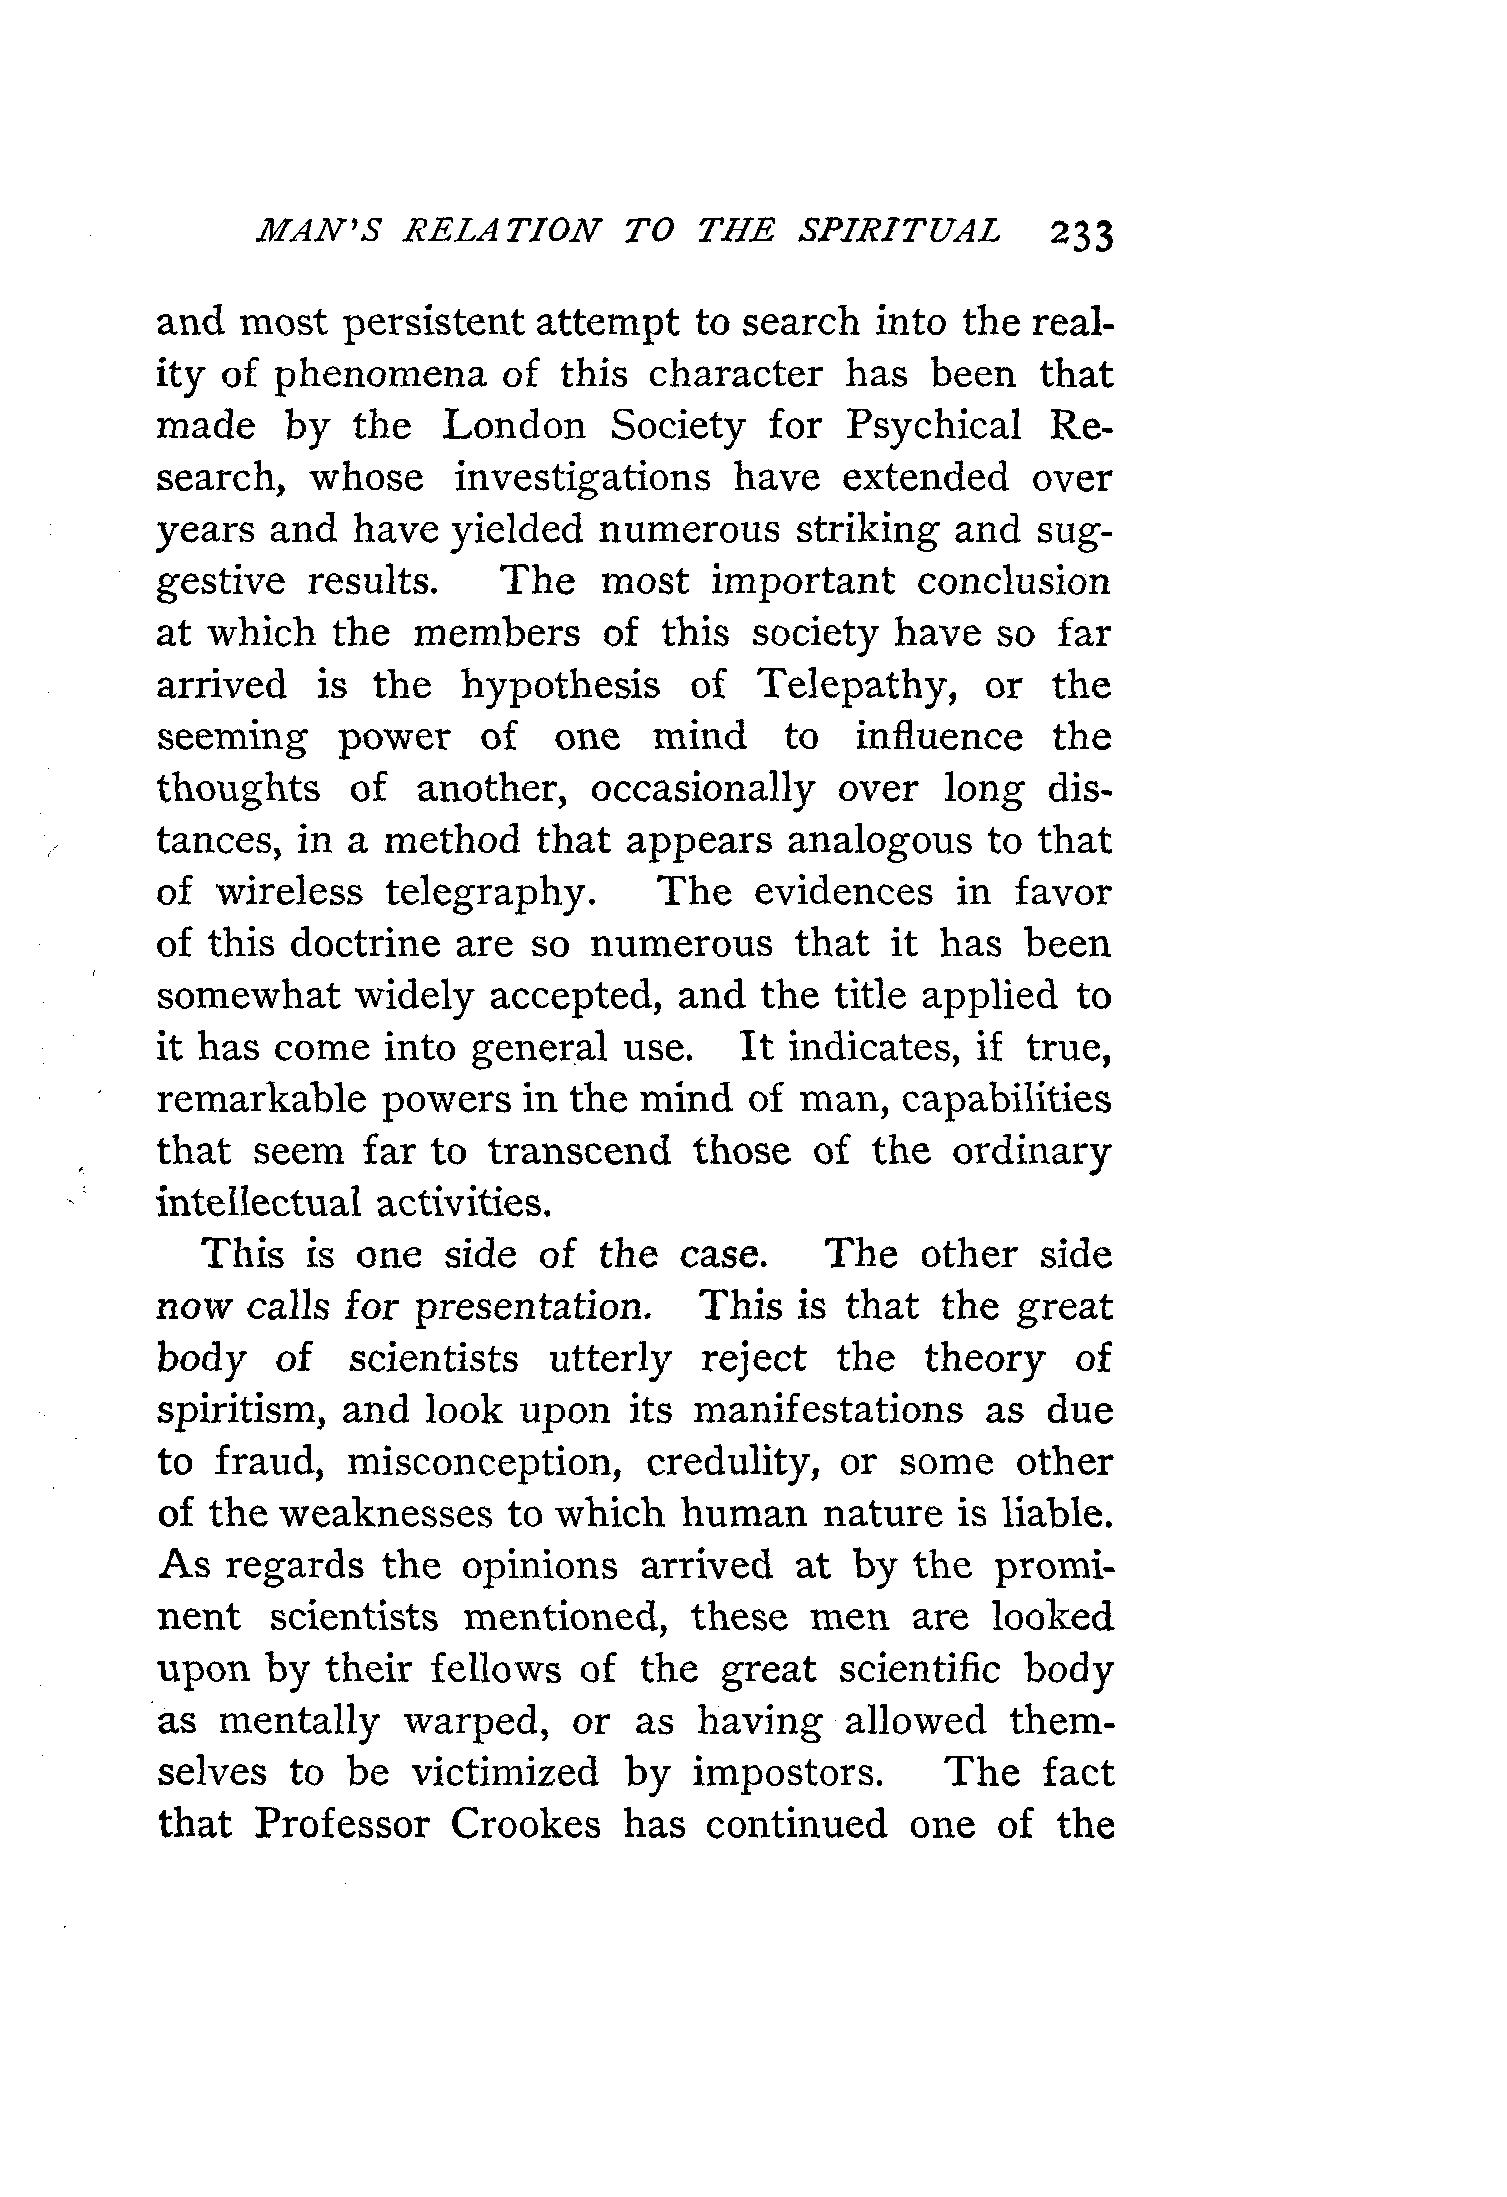 MAN'S RELATION TO THE SPIRITUAL 233
and most persistent attempt to search into the real-
ity of phenomena of this character has been that
made by the London Society for Psychical Re-
search, whose investigations have extended over
years and have yielded numerous striking and sug-
gestive results. The most important conclusion
at which the members of this society have so far
arrived is the hypothesis of Telepathy, or the
seeming power of one mind to influence the
thoughts of another, occasionally over long dis-
tances, in a method that appears analogous to that
of wireless telegraphy. The evidences in favor
of this doctrine are so numerous that it has been
somewhat widely accepted, and the title applied to
it has come into general use. It indicates, if true,
remarkable powers in the mind of man, capabilities
that seem far to transcend those of the ordinary
intellectual activities.
This is one side of the case. The other side
now calls for presentation. This is that the great
body of scientists utterly reject the theory of
spiritism, and look upon its manifestations as due
to fraud, misconception, credulity, or some other
of the weaknesses to which human nature is liable.
As regards the opinions arrived at by the promi-
nent scientists mentioned, these men are looked
upon by their fellows of the great scientific body
as mentally warped, or as having allowed them-
selves to be victimized by impostors. The fact
that Professor Crookes has continued one of the